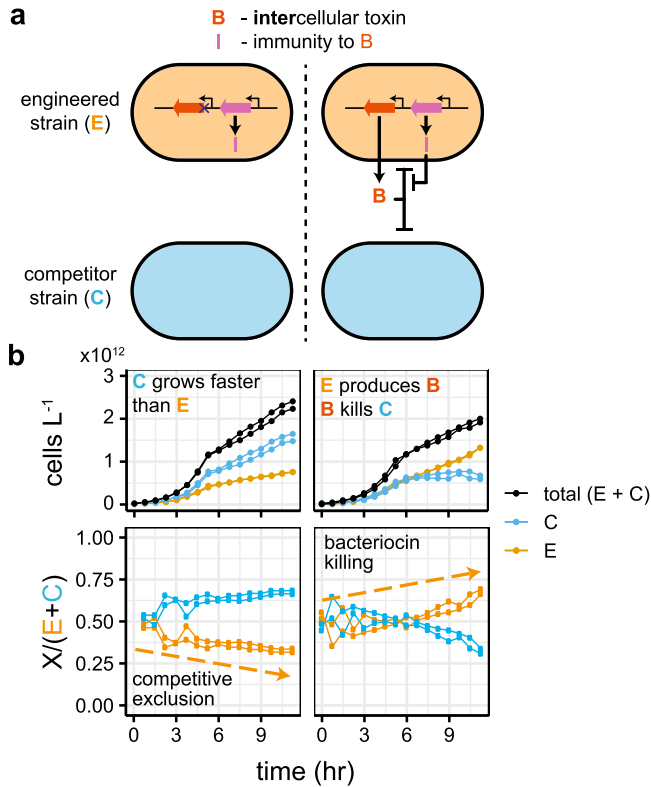 a
B - intercellular toxin
I - immunity to B
engineered
strain (E)
I
I
B
competitor
strain (C)
b
x10¹²
cells L⁻¹
3
2
1
0
C grows faster
than E
E produces B
B kills C
total (E + C)
C
E
X/(E+C)
1.00
0.75
0.50
0.25
0.00
competitive
exclusion
bacteriocin
killing
0 3 6 9
0 3 6 9
time (hr)